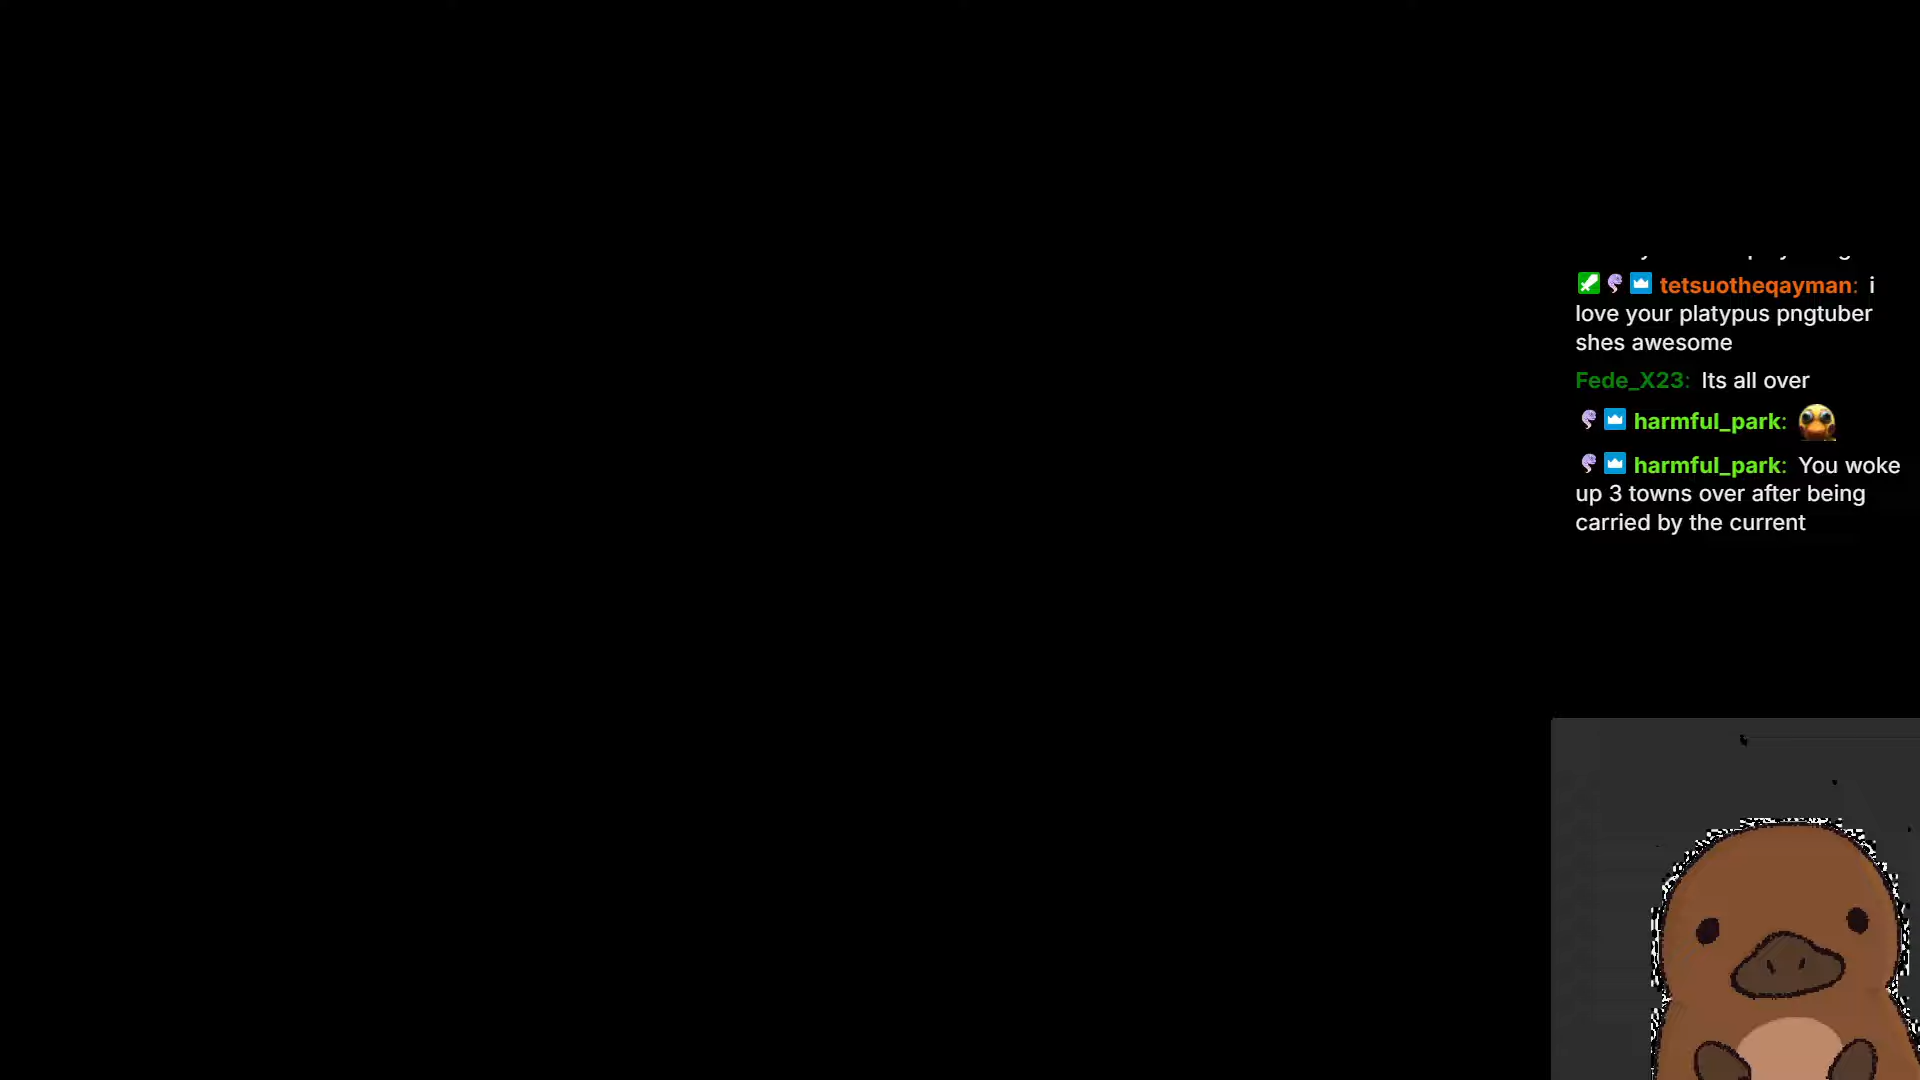 tetsuotheqayman: i
love your platypus pngtuber
shes awesome
Fede_X23: Its all over
harmful_park:
harmful_park: You woke
up 3 towns over after being
carried by the current